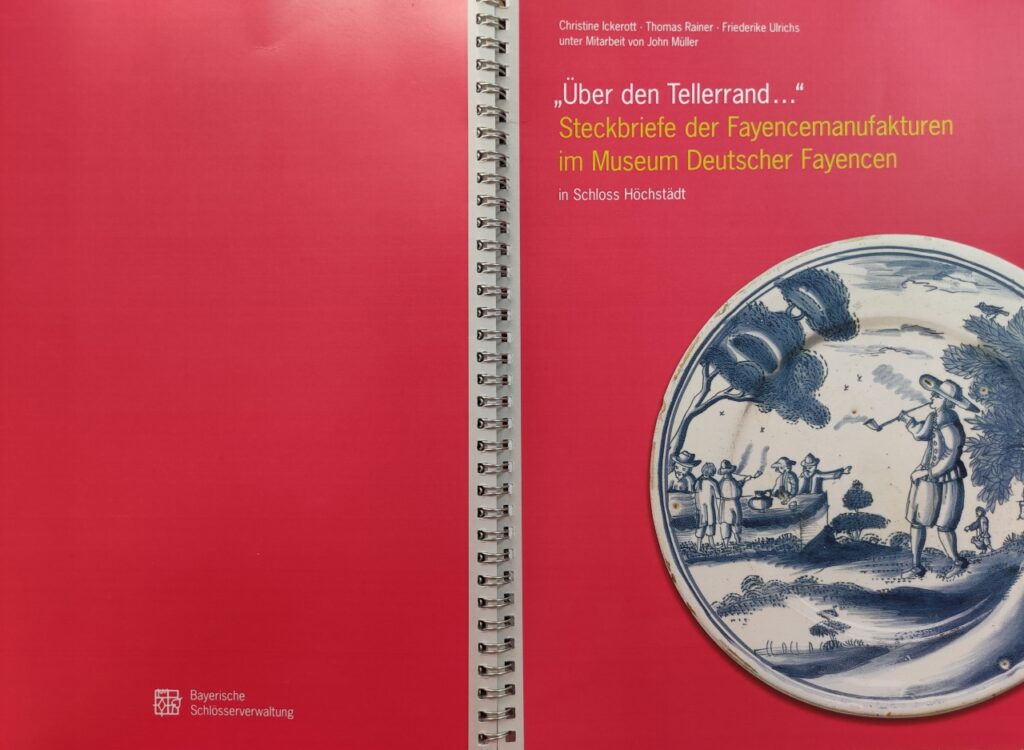 Christine Ickerott · Thomas Rainer · Friederike Ulrichs
unter Mitarbeit von John Müller
„Über den Tellerrand…“
Steckbriefe der Fayencemanufakturen
im Museum Deutscher Fayencen
in Schloss Höchstädt
Bayerische
Schlösserverwaltung